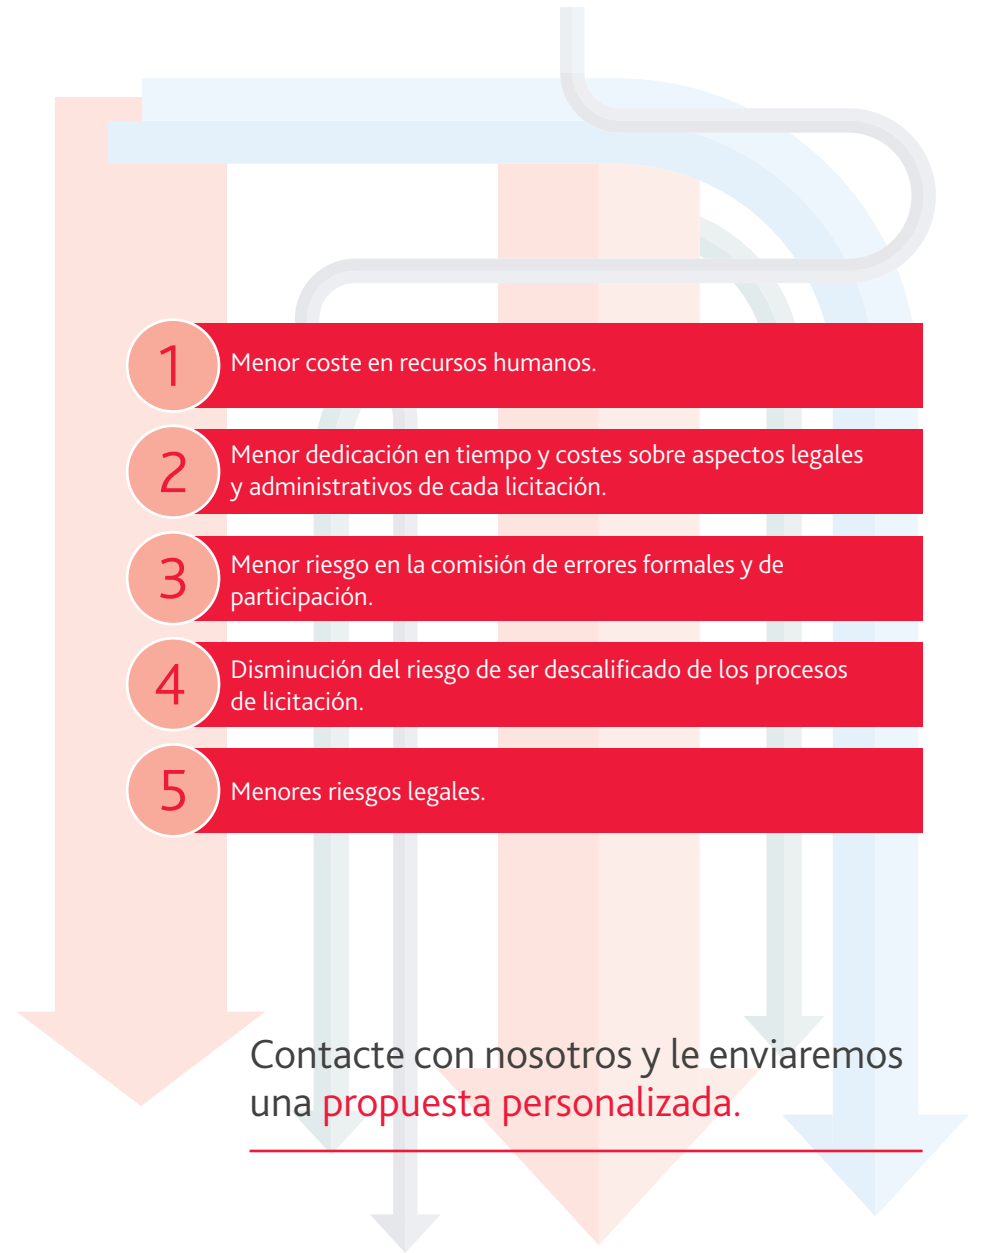 1
Menor coste en recursos humanos.
2
Menor dedicación en tiempo y costes sobre aspectos legales
y administrativos de cada licitación.
3
Menor riesgo en la comisión de errores formales y de
participación.
4
Disminución del riesgo de ser descalificado de los procesos
de licitación.
5
Menores riesgos legales.
Contacte con nosotros y le enviaremos
una propuesta personalizada.